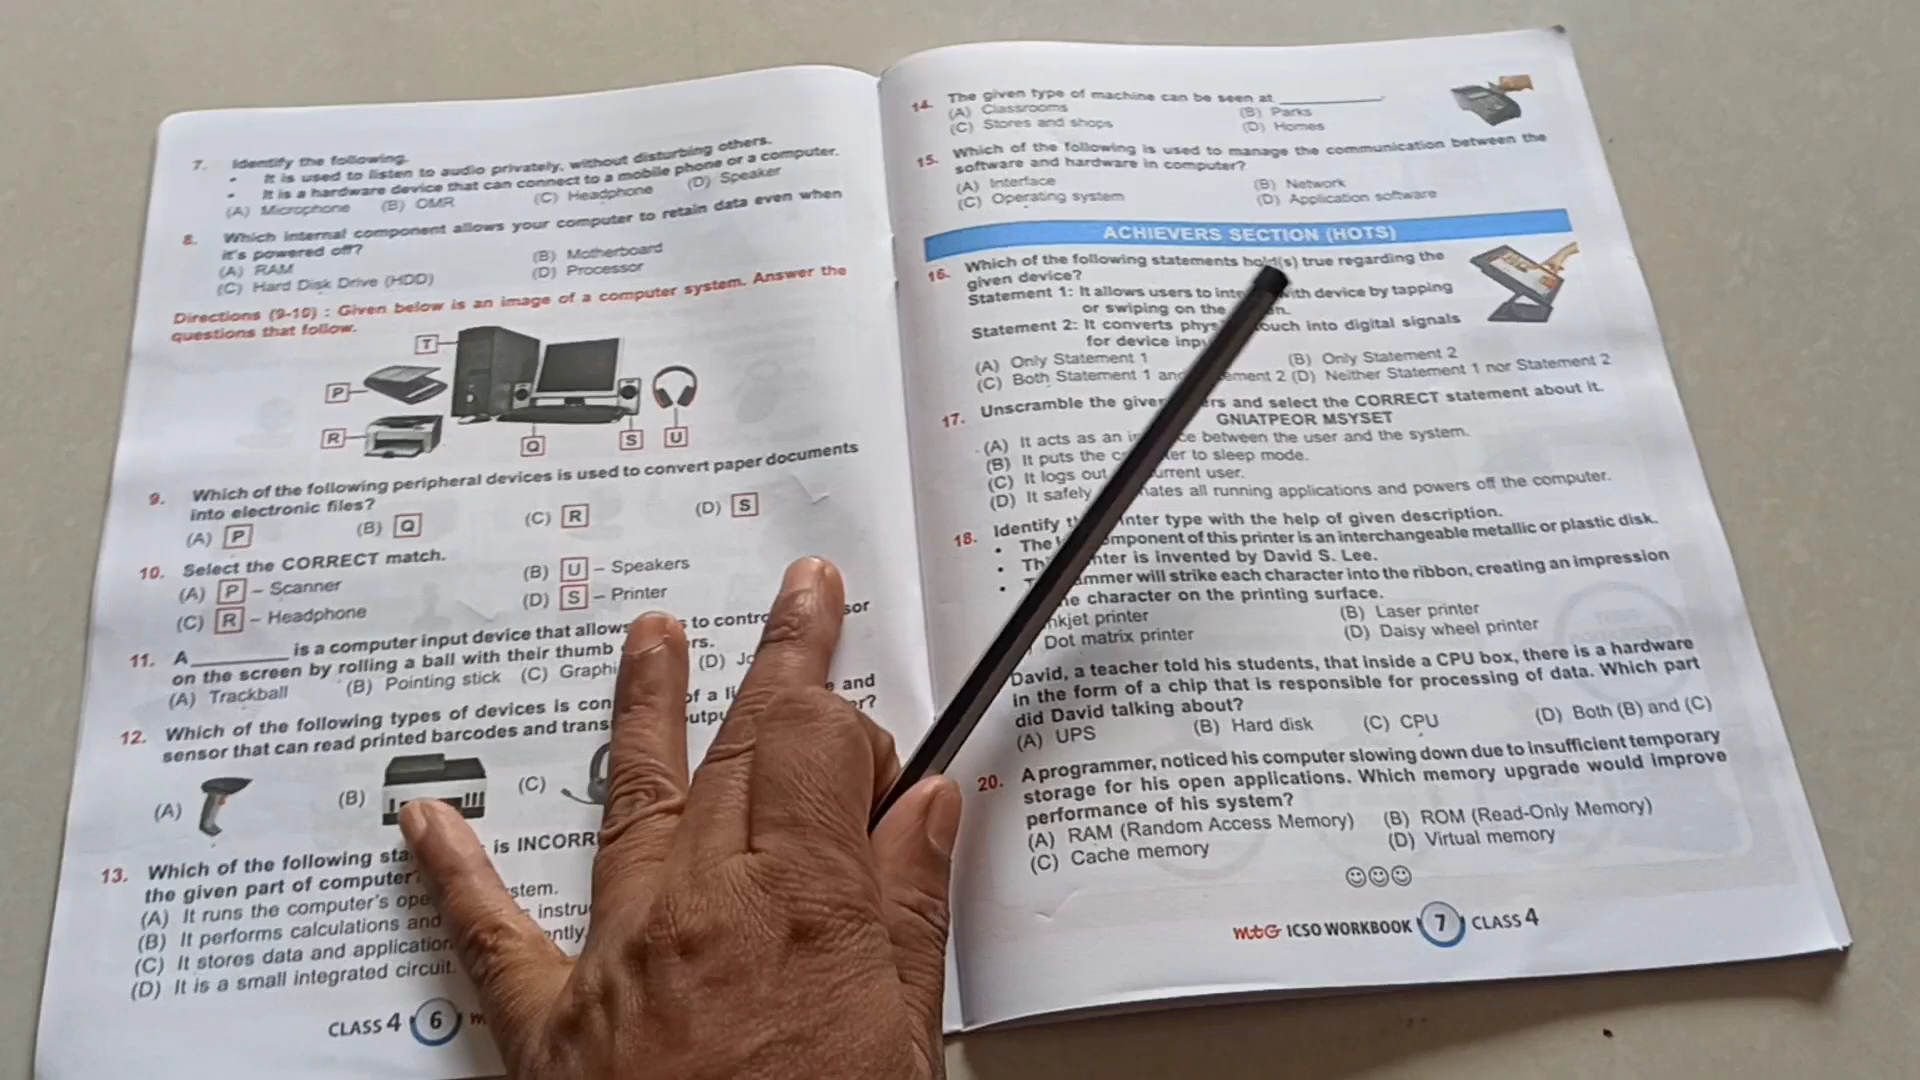 7. Identify the following.
• It is used to listen to audio privately, without disturbing others.
• It is a hardware device that can connect to a mobile phone or a computer.
(A) Microphone (B) OMR (C) Headphone (D) Speaker
8. Which internal component allows your computer to retain data even when
it's powered off?
(A) RAM (B) Motherboard
(C) Hard Disk Drive (HDD) (D) Processor
Directions (9-10) : Given below is an image of a computer system. Answer the
questions that follow.
T
P
R
Q
S
U
9. Which of the following peripheral devices is used to convert paper documents
into electronic files?
(A) P (B) Q (C) R (D) S
10. Select the CORRECT match.
(A) P – Scanner (B) U – Speakers
(C) R – Headphone (D) S – Printer
11. A________ is a computer input device that allows to
on the screen by rolling a ball with their thumb
(A) Trackball (B) Pointing stick (C) (D)
12. Which of the following types of devices is of a and
sensor that can read printed barcodes and
(A) (B) (C)
13. Which of the following is
the given part of
(A) It runs the computer's
(B) It performs calculations and
(C) It stores data and
(D) It is a small integrated circuit.
CLASS 4 6
14. The given type of machine can be seen at ________.
(A) Classrooms (B) Parks
(C) Stores and shops (D) Homes
15. Which of the following is used to manage the communication between the
software and hardware in computer?
(A) Interface (B) Network
(C) Operating system (D) Application software
ACHIEVERS SECTION (HOTS)
16. Which of the following statements hold(s) true regarding the
given device?
Statement 1: It allows users to with device by tapping
or swiping on the
Statement 2: It converts touch into digital signals
for device
(A) Only Statement 1 (B) Only Statement 2
(C) Both Statement 1 and 2 (D) Neither Statement 1 nor Statement 2
17. Unscramble the and select the CORRECT statement about it.
GNIATPEOR MSYSET
(A) It acts as an between the user and the system.
(B) It puts the to sleep mode.
(C) It logs out user.
(D) It safely all running applications and powers off the computer.
18. Identify type with the help of given description.
• The of this printer is an interchangeable metallic or plastic disk.
• is invented by David S. Lee.
• will strike each character into the ribbon, creating an impression
character on the printing surface.
printer (B) Laser printer
Dot matrix printer (D) Daisy wheel printer
David, a teacher told his students, that inside a CPU box, there is a hardware
in the form of a chip that is responsible for processing of data. Which part
did David talking about?
(A) UPS (B) Hard disk (C) CPU (D) Both (B) and (C)
20. A programmer, noticed his computer slowing down due to insufficient temporary
storage for his open applications. Which memory upgrade would improve
performance of his system?
(A) RAM (Random Access Memory) (B) ROM (Read-Only Memory)
(C) Cache memory (D) Virtual memory
MtG ICSO WORKBOOK 7 CLASS 4